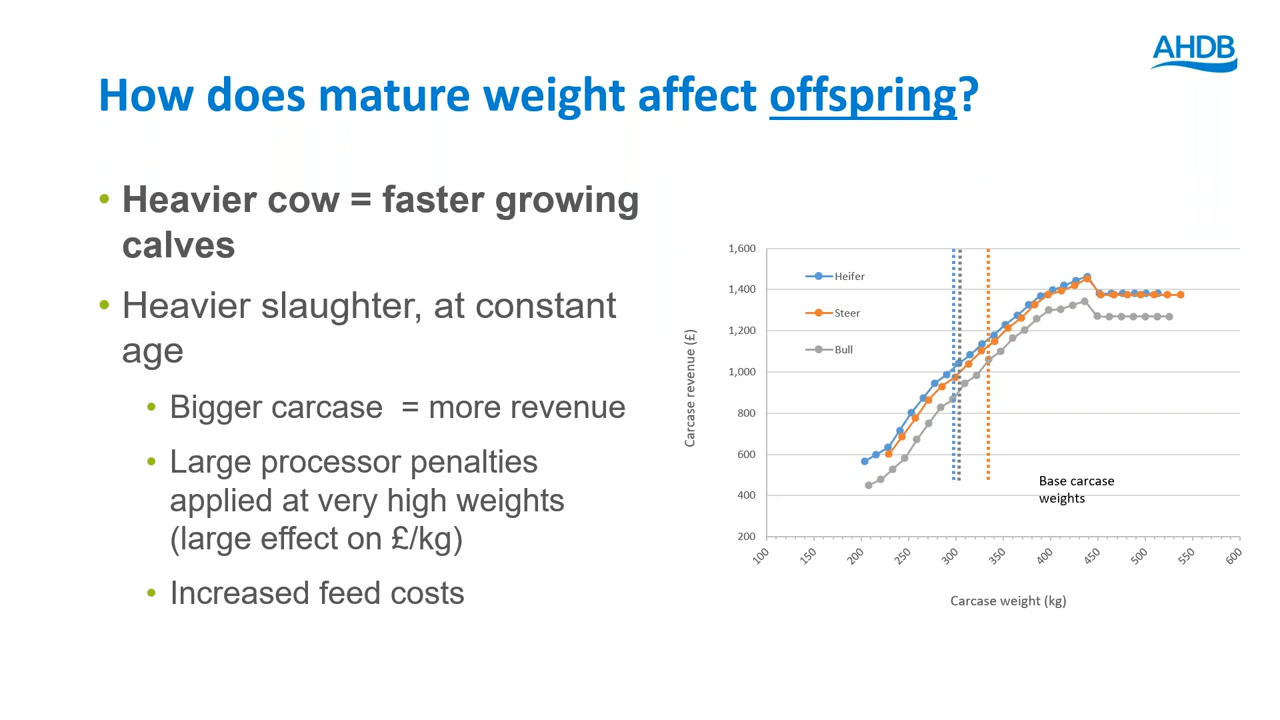 AHDB
How does mature weight affect offspring?
• Heavier cow = faster growing
calves
• Heavier slaughter, at constant
age
• Bigger carcase = more revenue
• Large processor penalties
applied at very high weights
(large effect on £/kg)
• Increased feed costs
1,600
1,400
1,200
1,000
800
600
400
200
Carcase revenue (£)
Heifer
Steer
Bull
Base carcase
weights
100 150 200 250 300 350 400 450 500 550 600
Carcase weight (kg)